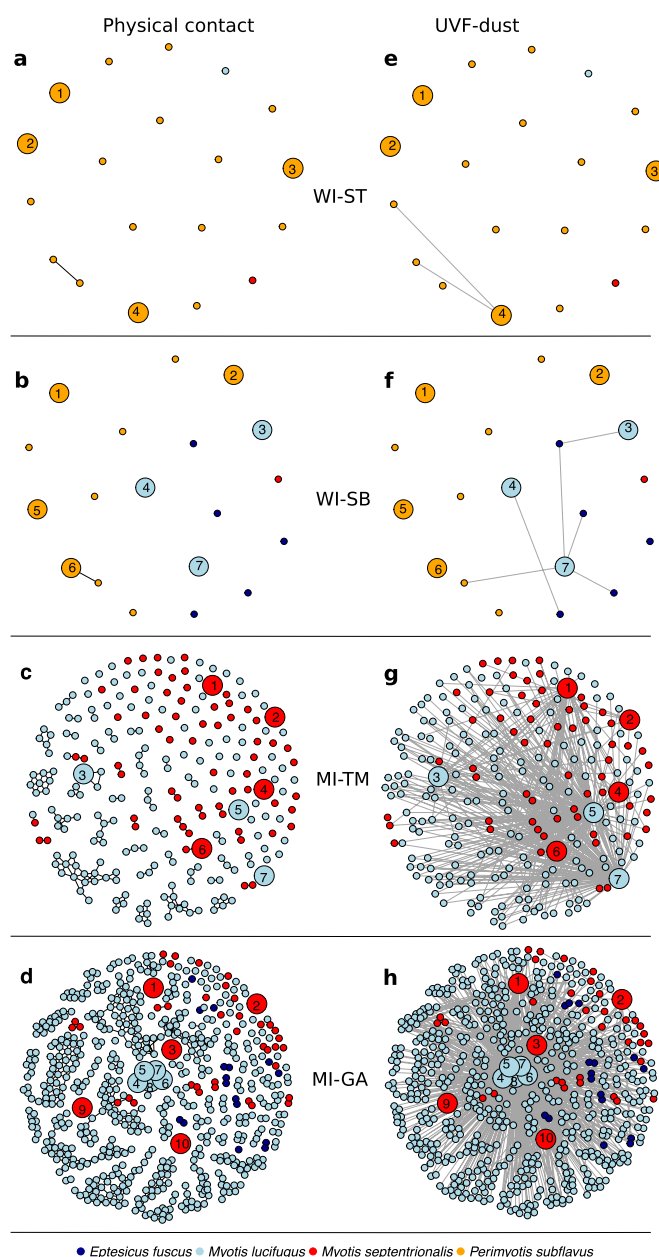 Physical contact UVF-dust
a e
1 1
2 2
3 3
WI-ST
4 4
b f
1 2 1 2
3 3
4 4
WI-SB
5 5
6 7 6 7
c g
1 1
2 2
3 3
MI-TM
4 4
5 5
6 6
7 7
d h
1 1
2 2
3 3
5 7 7
4 6 4 6
MI-GA
9 9
10 10
Eptesicus fuscus Myotis lucifugus Myotis septentrionalis Perimyotis subflavus